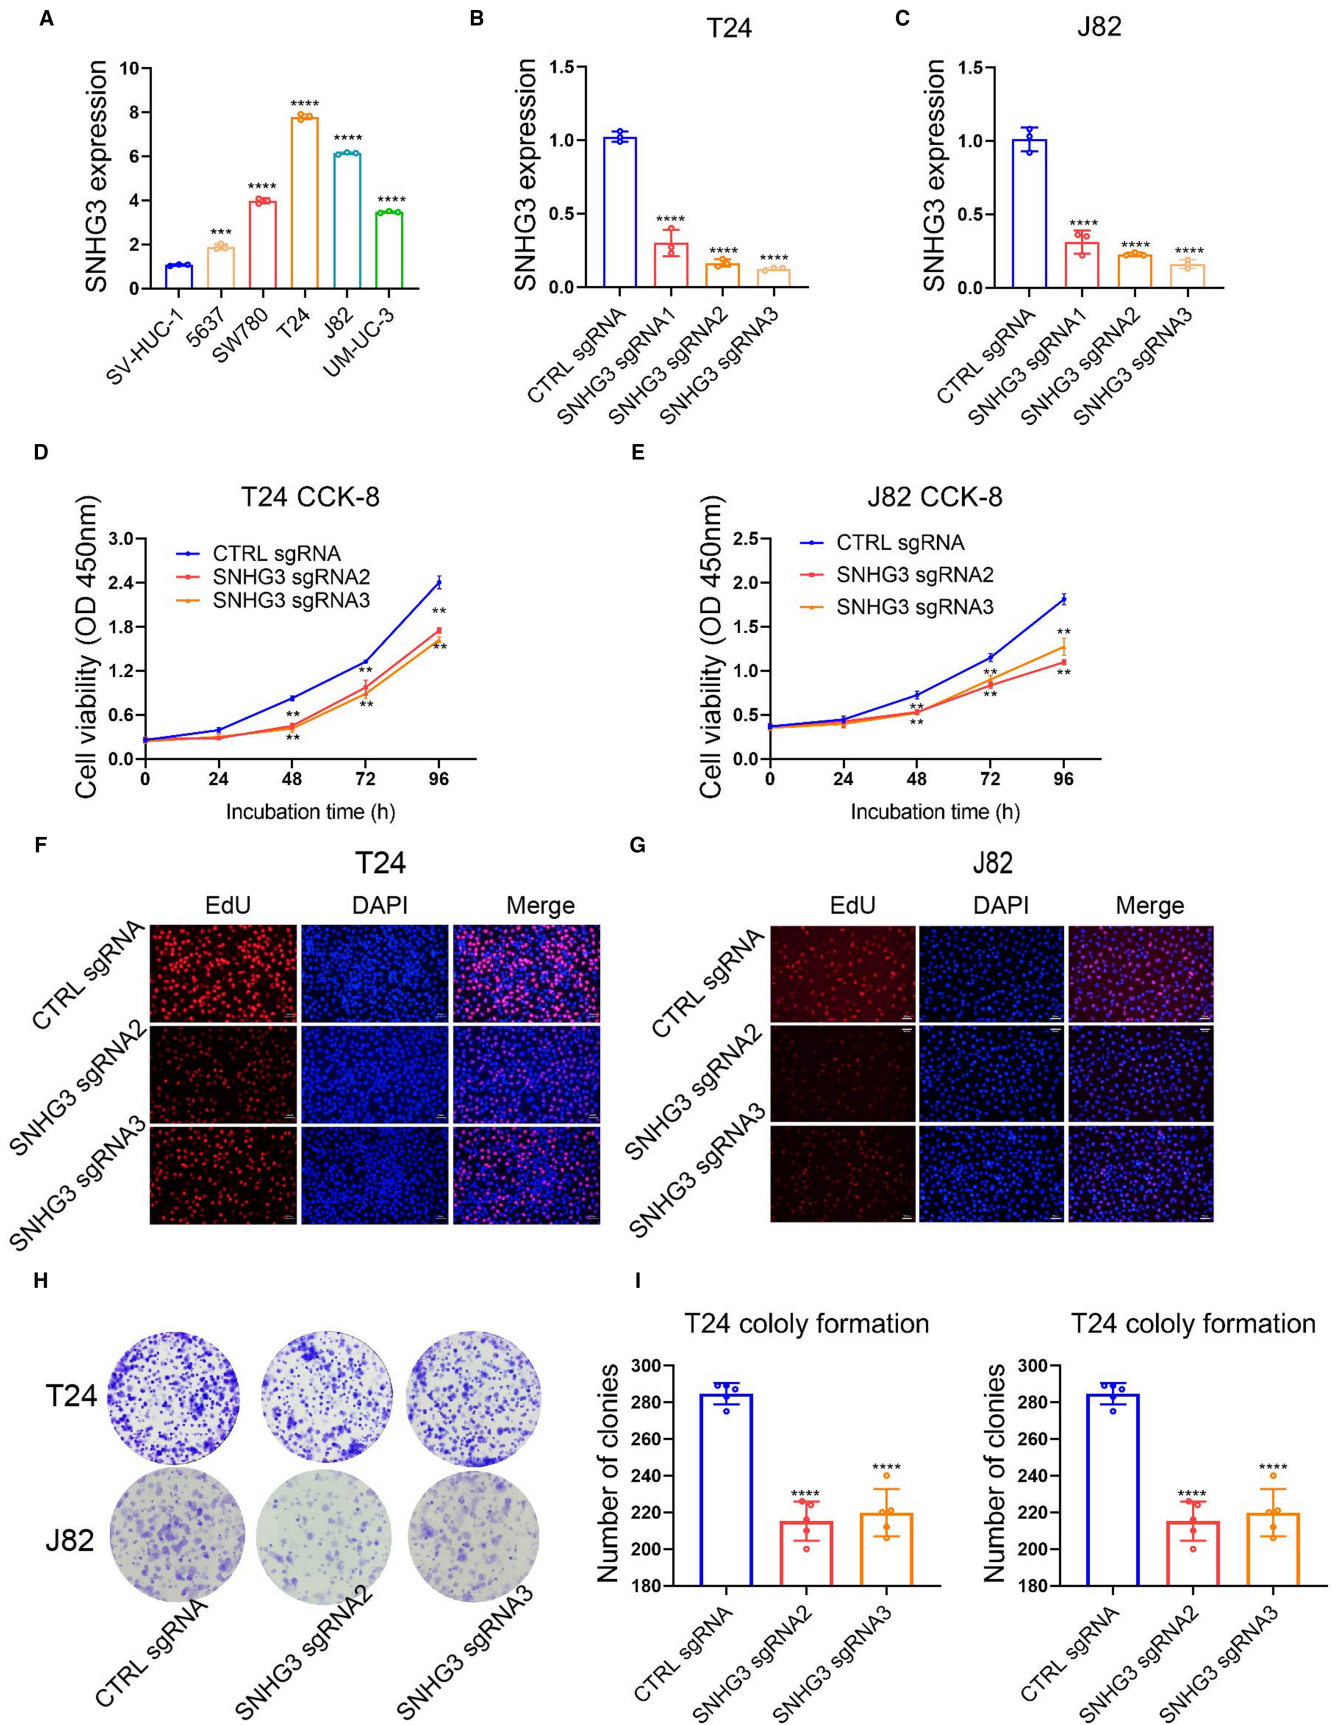 A
SNHG3 expression
10
8
6
4
2
0
***
****
****
****
****
SV-HUC-1
5637
SW780
T24
J82
UM-UC-3
B
T24
SNHG3 expression
1.5
1.0
0.5
0.0
****
****
****
CTRL sgRNA
SNHG3 sgRNA1
SNHG3 sgRNA2
SNHG3 sgRNA3
C
J82
SNHG3 expression
1.5
1.0
0.5
0.0
****
****
****
CTRL sgRNA
SNHG3 sgRNA1
SNHG3 sgRNA2
SNHG3 sgRNA3
D
T24 CCK-8
Cell viability (OD 450nm)
3.0
2.4
1.8
1.2
0.6
0.0
CTRL sgRNA
SNHG3 sgRNA2
SNHG3 sgRNA3
**
**
**
**
**
**
0 24 48 72 96
Incubation time (h)
E
J82 CCK-8
Cell viability (OD 450nm)
2.5
2.0
1.5
1.0
0.5
0.0
CTRL sgRNA
SNHG3 sgRNA2
SNHG3 sgRNA3
**
**
**
**
**
**
0 24 48 72 96
Incubation time (h)
F
T24
EdU DAPI Merge
CTRL sgRNA
SNHG3 sgRNA2
SNHG3 sgRNA3
G
J82
EdU DAPI Merge
CTRL sgRNA
SNHG3 sgRNA2
SNHG3 sgRNA3
H
T24
J82
CTRL sgRNA
SNHG3 sgRNA2
SNHG3 sgRNA3
I
T24 cololy formation
Number of clonies
300
280
260
240
220
200
180
****
****
CTRL sgRNA
SNHG3 sgRNA2
SNHG3 sgRNA3
T24 cololy formation
Number of clonies
300
280
260
240
220
200
180
****
****
CTRL sgRNA
SNHG3 sgRNA2
SNHG3 sgRNA3